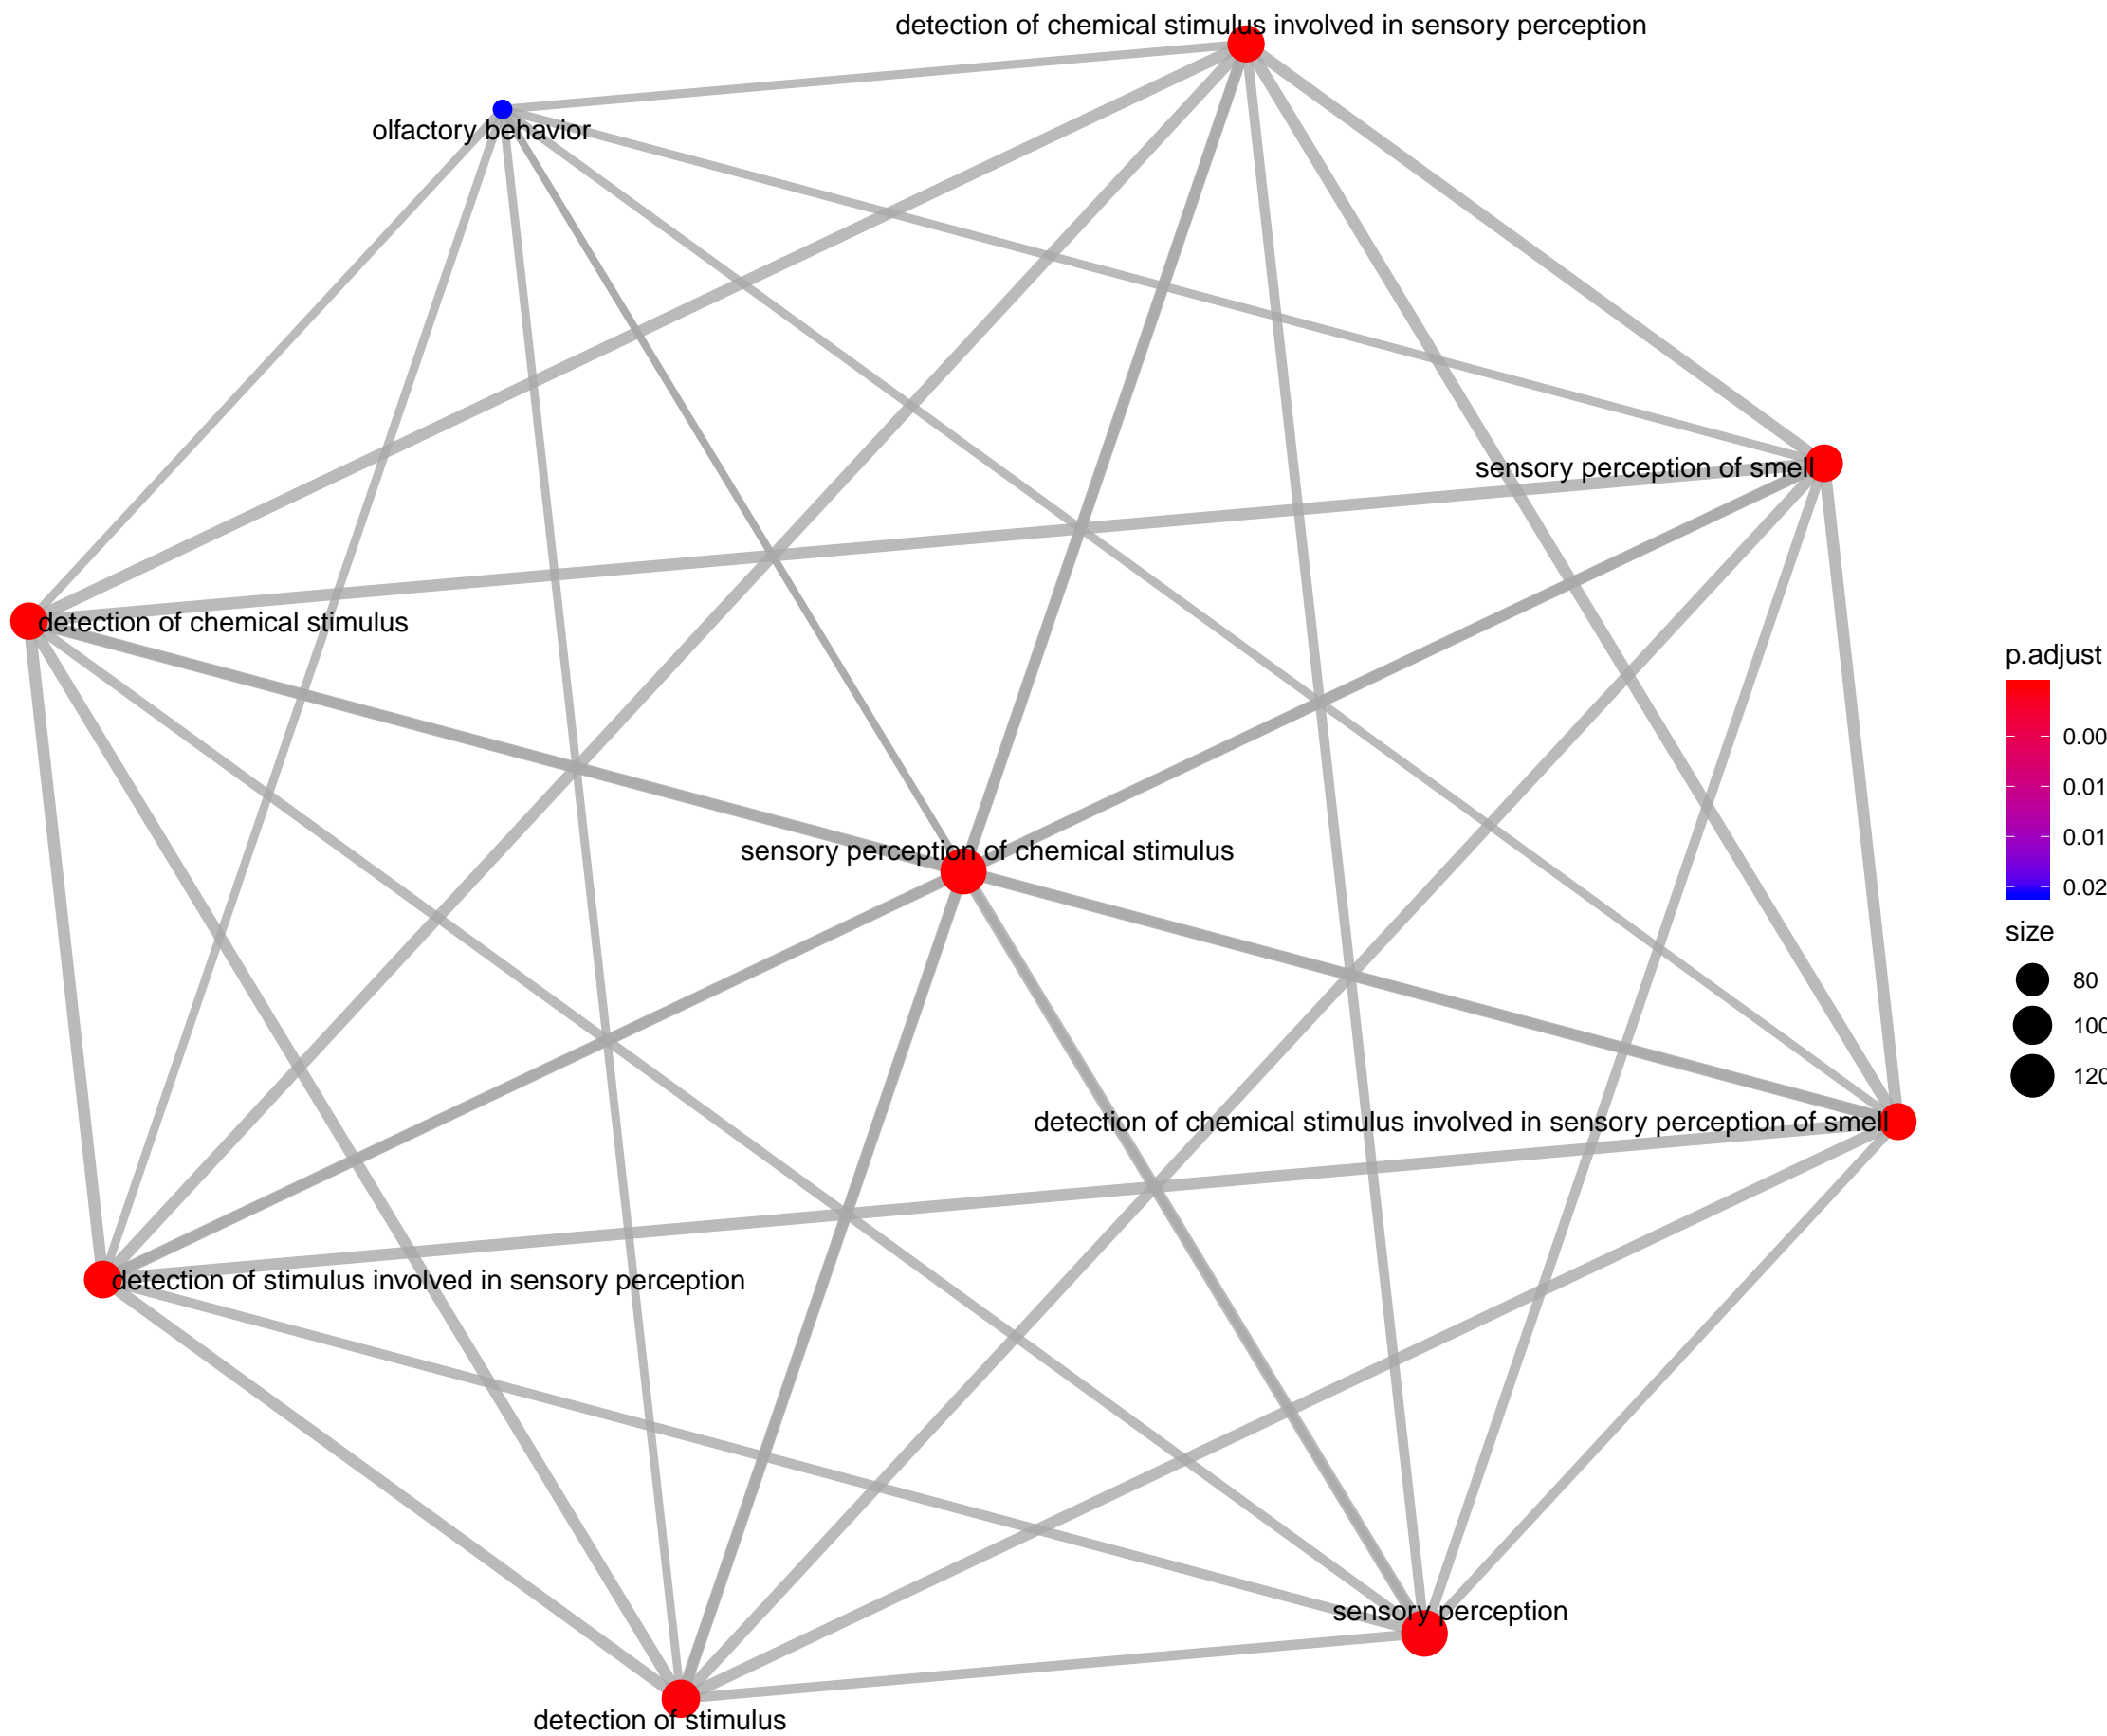 detection of chemical stimulus involved in sensory perception
olfactory behavior
sensory perception of smell
detection of chemical stimulus
p.adjust
0.00
0.01
0.01
0.02
sensory perception of chemical stimulus
size
80
100
120
detection of chemical stimulus involved in sensory perception of smell
detection of stimulus involved in sensory perception
sensory perception
detection of stimulus